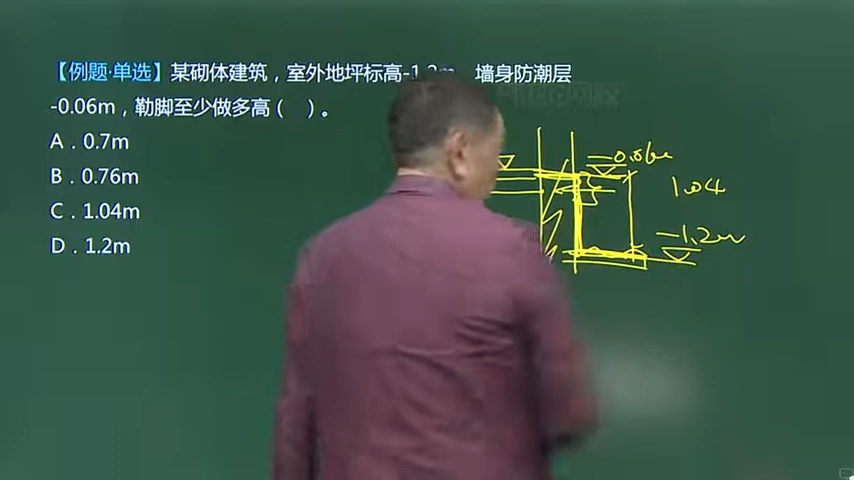 【例题·单选】某砌体建筑，室外地坪标高-1.2m 墙身防潮层
-0.06m，勒脚至少做多高（ ）。
A．0.7m
B．0.76m
C．1.04m
D．1.2m
1.04
-1.2m